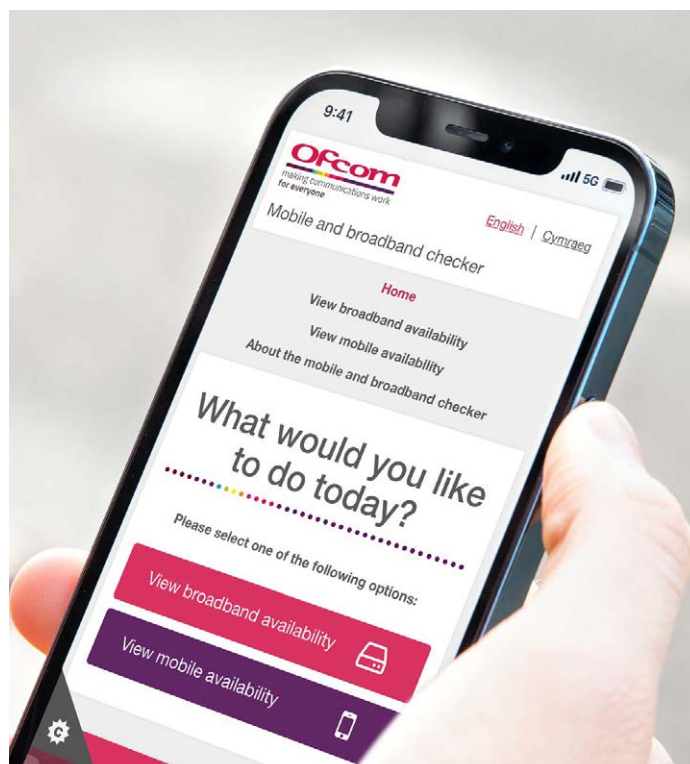 9:41
5G
Ofcom
making communications work
for everyone
English | Cymraeg
Mobile and broadband checker
Home
View broadband availability
View mobile availability
About the mobile and broadband checker
What would you like
to do today?
Please select one of the following options:
View broadband availability
View mobile availability
C